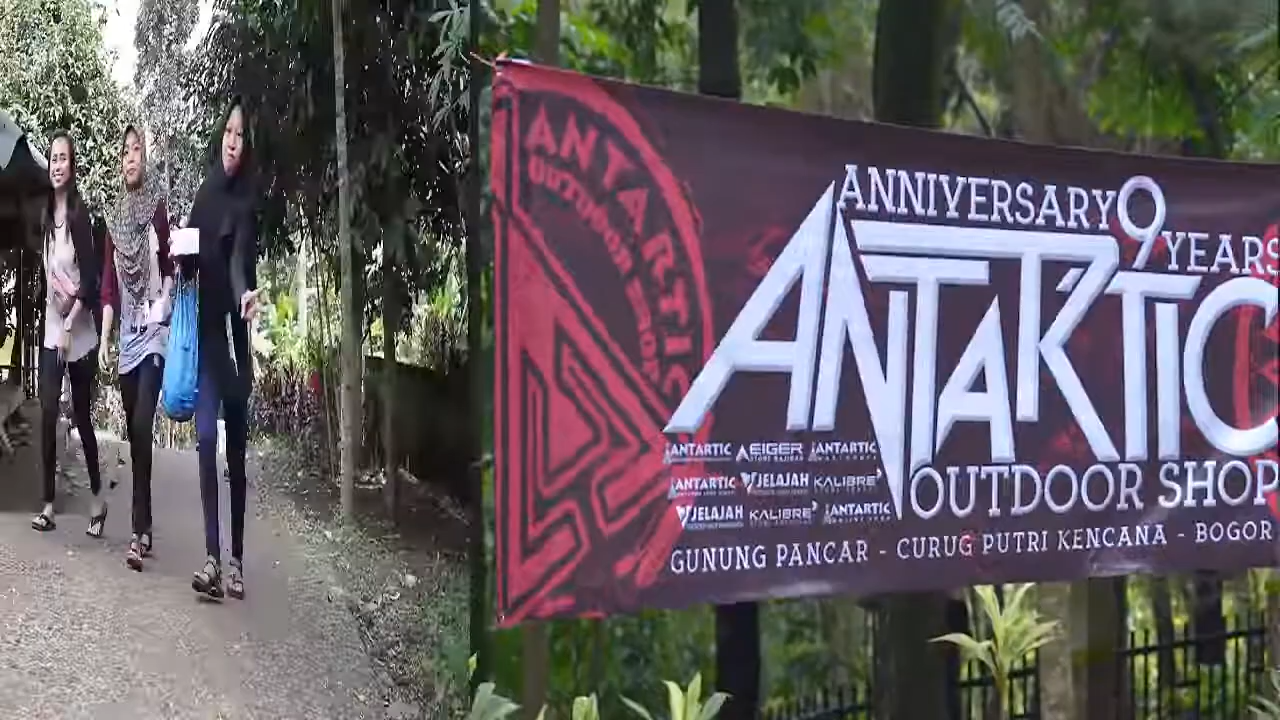 ANTARTIC
OUTDOOR SHOP
ANNIVERSARY 9 YEARS
ANTARTIC
OUTDOOR SHOP
ANTARTIC EIGER ANTARTIC
ANTARTIC JELAJAH KALIBRE
JELAJAH KALIBRE ANTARTIC
GUNUNG PANCAR - CURUG PUTRI KENCANA - BOGOR